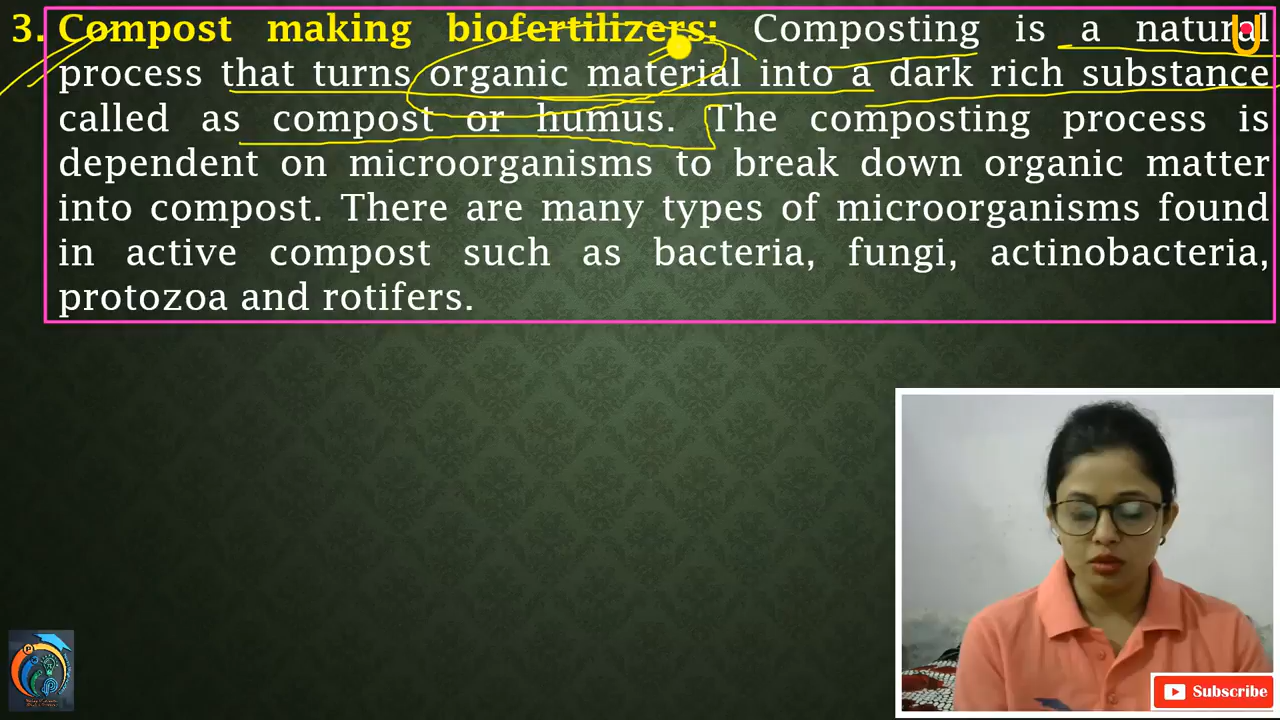 3. Compost making biofertilizers: Composting is a natural
process that turns organic material into a dark rich substance
called as compost or humus. The composting process is
dependent on microorganisms to break down organic matter
into compost. There are many types of microorganisms found
in active compost such as bacteria, fungi, actinobacteria,
protozoa and rotifers.
Subscribe